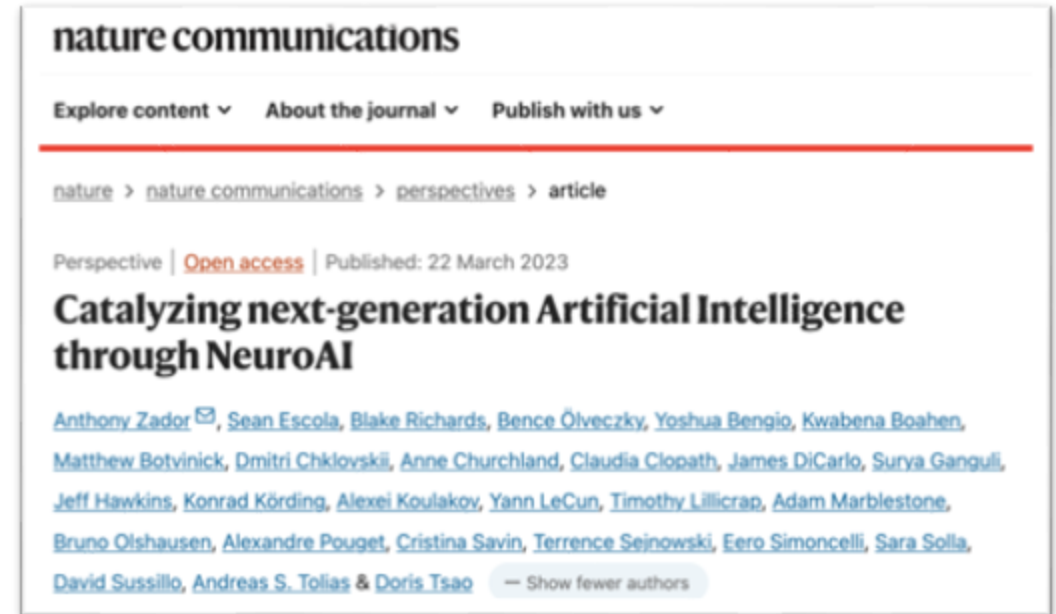 nature communications
Explore content About the journal Publish with us
nature > nature communications > perspectives > article
Perspective | Open access | Published: 22 March 2023
Catalyzing next-generation Artificial Intelligence
through NeuroAI
Anthony Zador, Sean Escola, Blake Richards, Bence Ölveczky, Yoshua Bengio, Kwabena Boahen,
Matthew Botvinick, Dmitri Chklovskii, Anne Churchland, Claudia Clopath, James DiCarlo, Surya Ganguli,
Jeff Hawkins, Konrad Körding, Alexei Koulakov, Yann LeCun, Timothy Lillicrap, Adam Marblestone,
Bruno Olshausen, Alexandre Pouget, Cristina Savin, Terrence Sejnowski, Eero Simoncelli, Sara Solla,
David Sussillo, Andreas S. Tolias & Doris Tsao — Show fewer authors